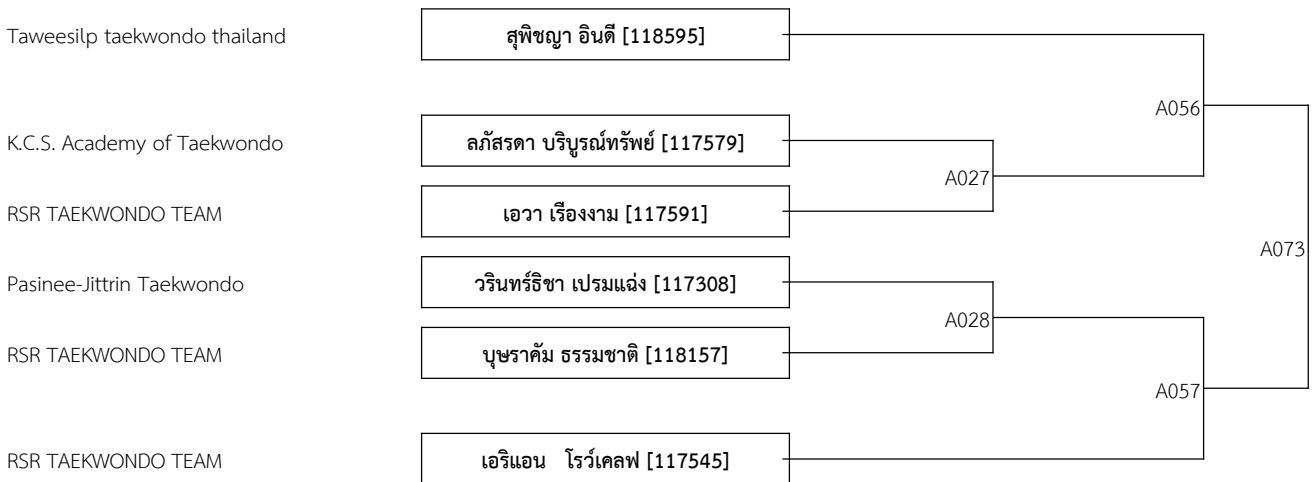 Taweesilp taekwondo thailand
สุพิชญา อินดี [118595]
A056
K.C.S. Academy of Taekwondo
ลภัสรดา บริบูรณ์ทรัพย์ [117579]
A027
RSR TAEKWONDO TEAM
เอวา เรืองงาม [117591]
A073
Pasinee-Jittrin Taekwondo
วรินทร์ธิชา เปรมแฉ่ง [117308]
A028
RSR TAEKWONDO TEAM
บุษราคัม ธรรมชาติ [118157]
A057
RSR TAEKWONDO TEAM
เอริแอน โรว์เคลฟ [117545]